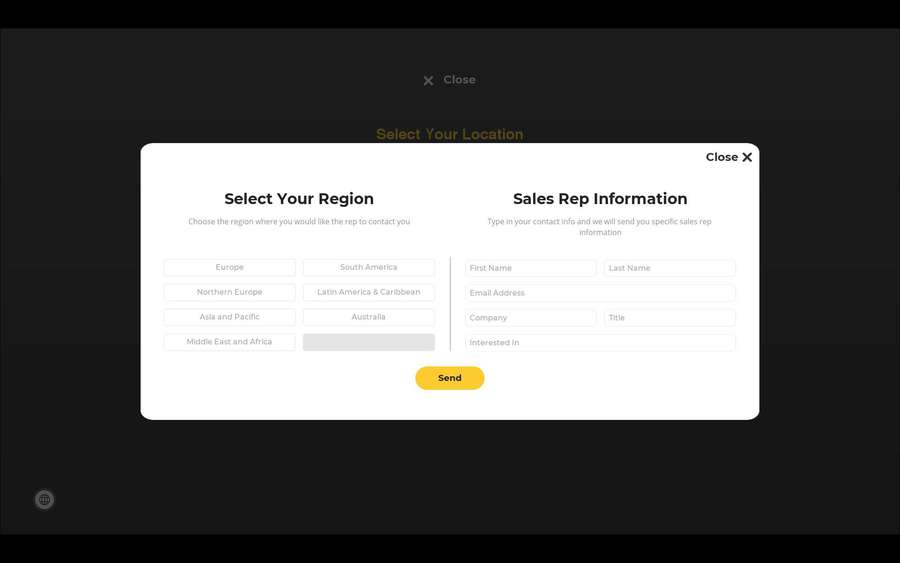 Close
Select Your Location
Close
Select Your Region
Choose the region where you would like the rep to contact you
Europe
South America
Northern Europe
Latin America & Caribbean
Asia and Pacific
Australia
Middle East and Africa
Sales Rep Information
Type in your contact info and we will send you specific sales rep
information
First Name
Last Name
Email Address
Company
Title
Interested In
Send